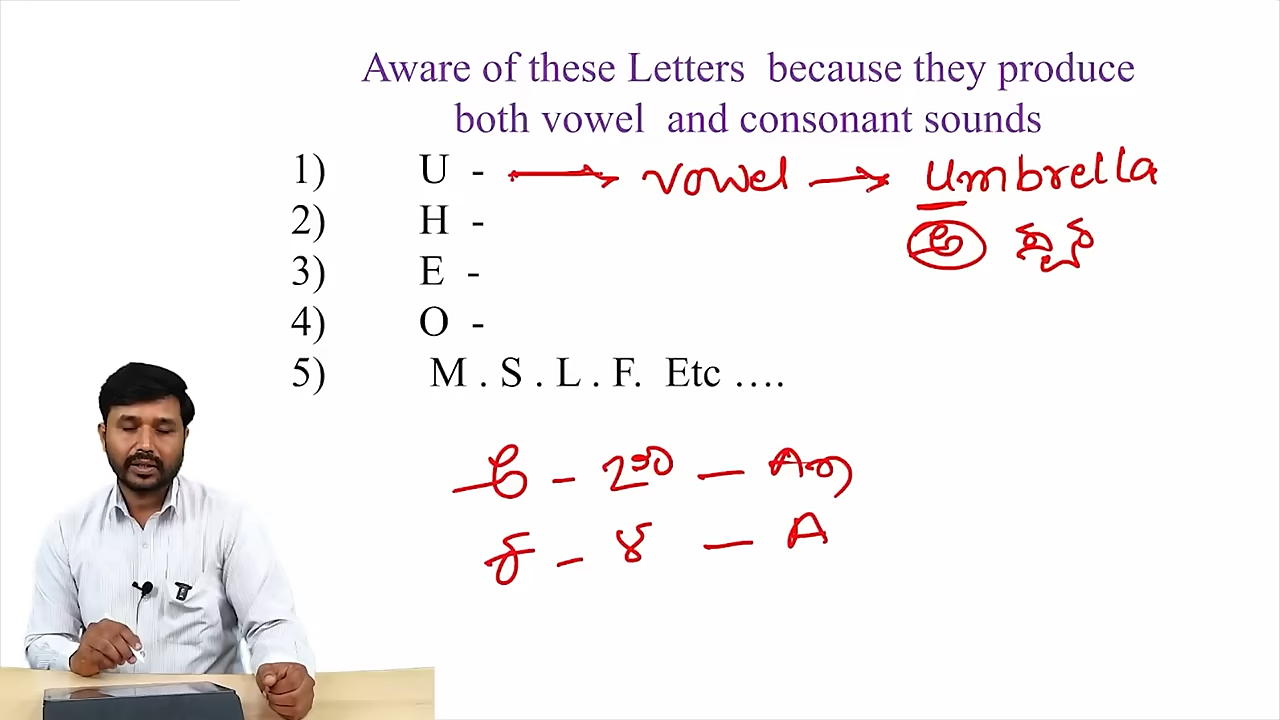 Aware of these Letters because they produce
both vowel and consonant sounds
1) U - → vowel → Umbrella
2) H -
3) E -
4) O -
5) M . S . L . F. Etc ....
అ
- An
- A